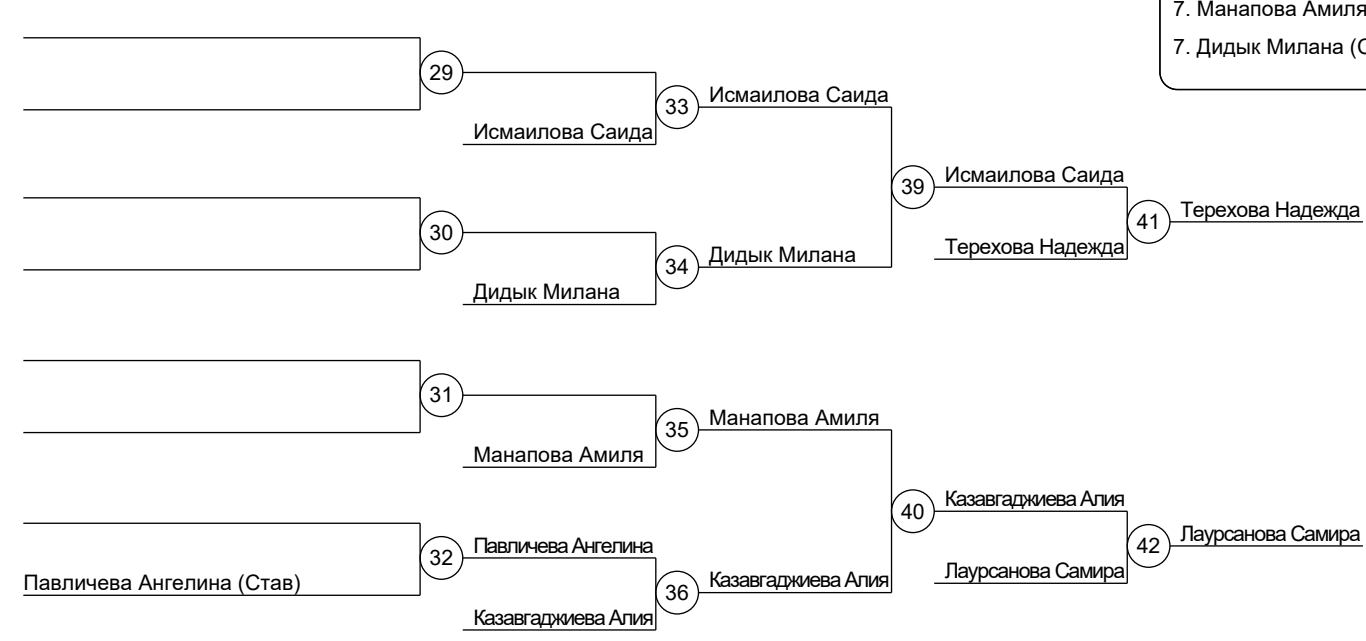 7. Манапова Амиля
7. Дидык Милана (С
29
33
Исмаилова Саида
Исмаилова Саида
39
Исмаилова Саида
41
Терехова Надежда
30
34
Дидык Милана
Терехова Надежда
Дидык Милана
31
35
Манапова Амиля
Манапова Амиля
40
Казавгаджиева Алия
42
Лаурсанова Самира
32
Павличева Ангелина
Павличева Ангелина (Став)
36
Казавгаджиева Алия
Лаурсанова Самира
Казавгаджиева Алия